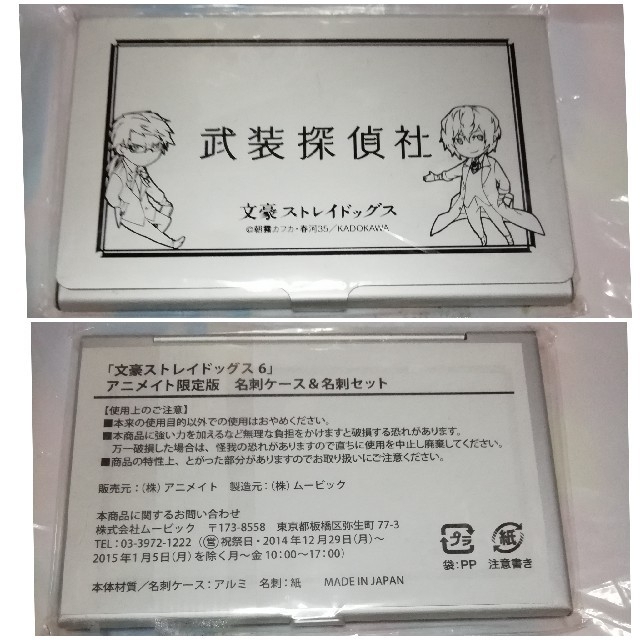 武装探偵社
文豪ストレイドッグス
©朝霧カフカ・春河35／KADOKAWA
「文豪ストレイドッグス 6」
アニメイト限定版　名刺ケース＆名刺セット
【使用上のご注意】
■本来の使用目的以外での使用はおやめください。
■本商品に強い力を加えるなど無理な負担をかけますと破損する恐れがあります。
万一破損した場合は、怪我の恐れがありますので直ちに使用を中止し廃棄してください。
■商品の特性上、とがった部分がありますのでお取り扱いにご注意ください。
販売元：（株）アニメイト　製造元：（株）ムービック
本商品に関するお問い合わせ
株式会社ムービック　〒173-8558　東京都板橋区弥生町 77-3
TEL：03-3972-1222　（㊡祝祭日・2014年12月29日(月)～
2015年1月5日(月)を除く月～金 10:00～17:00）
本体材質／名刺ケース：アルミ　名刺：紙　MADE IN JAPAN
プラ
袋：PP
紙
注意書き